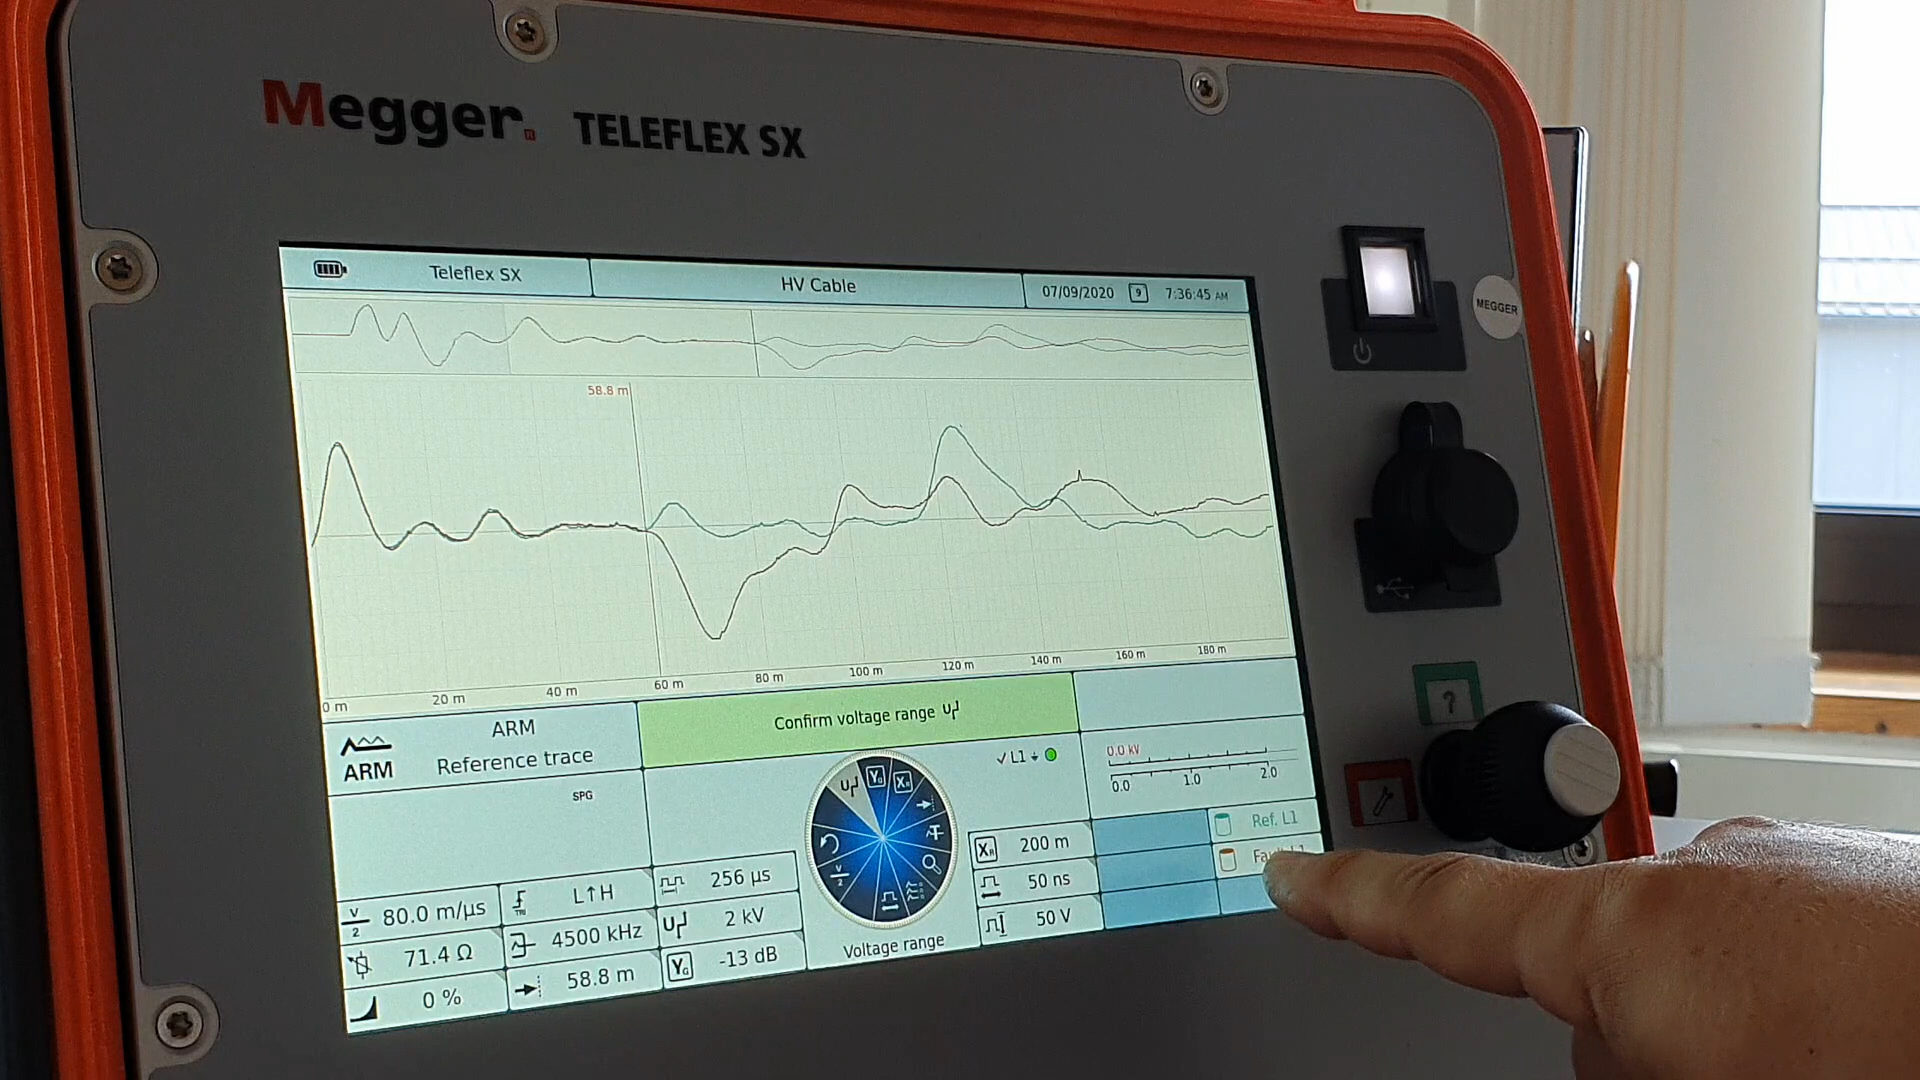 Megger. TELEFLEX SX
Teleflex SX
HV Cable
07/09/2020 9 7:36:45 AM
MEGGER
58.8 m
0 m 20 m 40 m 60 m 80 m 100 m 120 m 140 m 160 m 180 m
ARM
ARM
Reference trace
Confirm voltage range
?
SPG
L1
0.0 kV
0.0 1.0 2.0
Ref. L1
V/2 80.0 m/µs
L↑H
256 µs
XR 200 m
71.4 Ω
4500 kHz
2 kV
50 ns
0 %
58.8 m
YG -13 dB
50 V
Voltage range